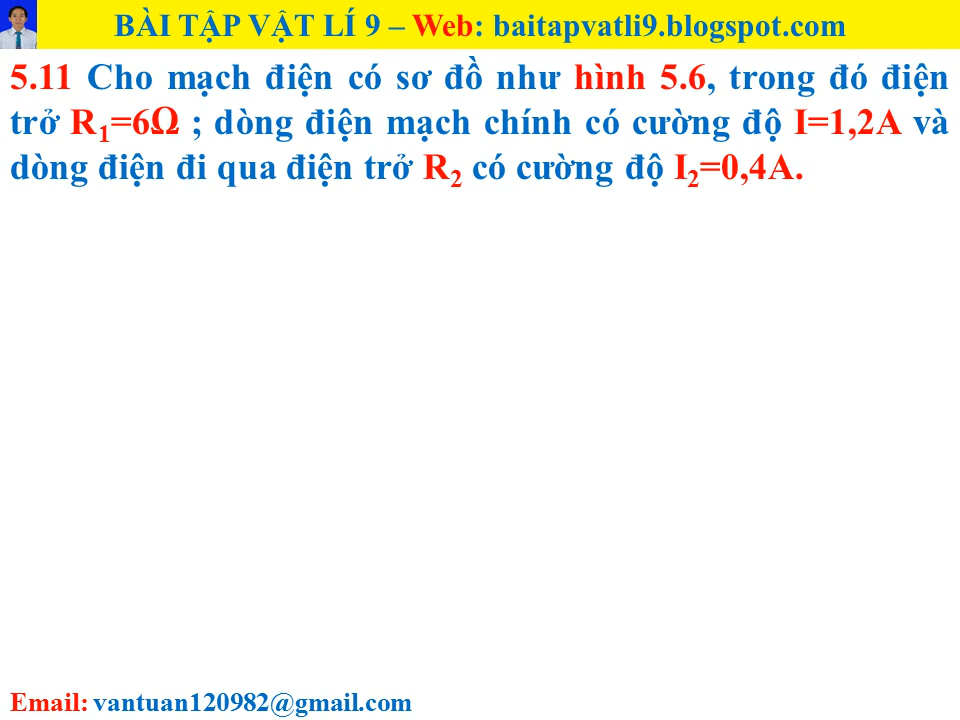 BÀI TẬP VẬT LÍ 9 – Web: baitapvatli9.blogspot.com
5.11 Cho mạch điện có sơ đồ như hình 5.6, trong đó điện
trở R₁=6Ω ; dòng điện mạch chính có cường độ I=1,2A và
dòng điện đi qua điện trở R₂ có cường độ I₂=0,4A.
Email: vantuan120982@gmail.com